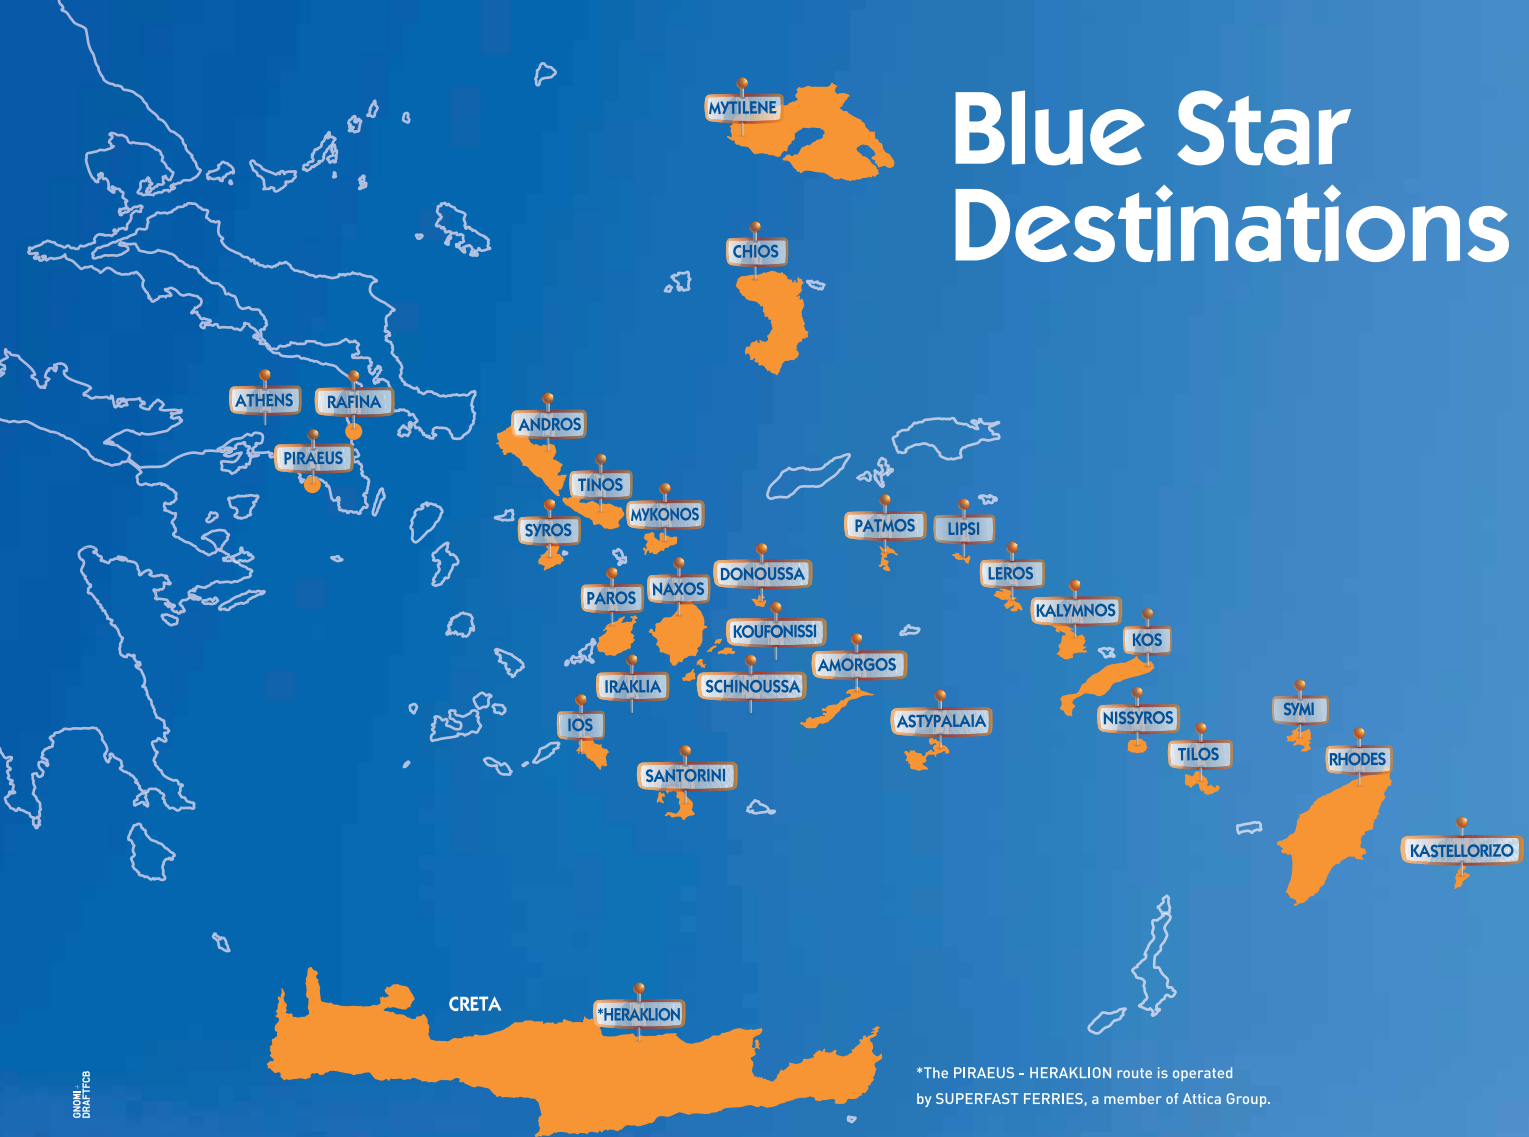 Blue Star
Destinations
MYTILENE
CHIOS
ATHENS
RAFINA
PIRAEUS
ANDROS
TINOS
MYKONOS
SYROS
PATMOS
LIPSI
DONOUSSA
LEROS
NAXOS
PAROS
KALYMNOS
KOUFONISSI
KOS
AMORGOS
IRAKLIA
SCHINOUSSA
IOS
ASTYPALAIA
NISSYROS
SYMI
TILOS
RHODES
SANTORINI
KASTELLORIZO
CRETA
*HERAKLION
*The PIRAEUS - HERAKLION route is operated
by SUPERFAST FERRIES, a member of Attica Group.
GNOMI
DRAFTFCB